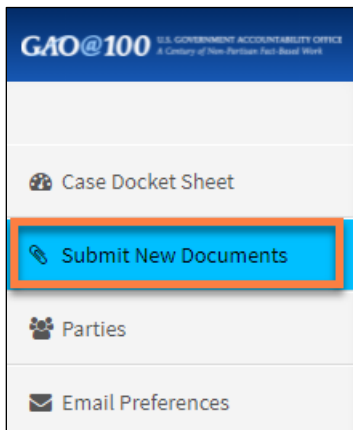 GAO@100 U.S. GOVERNMENT ACCOUNTABILITY OFFICE
A Century of Non-Partisan Fact-Based Work
Case Docket Sheet
Submit New Documents
Parties
Email Preferences